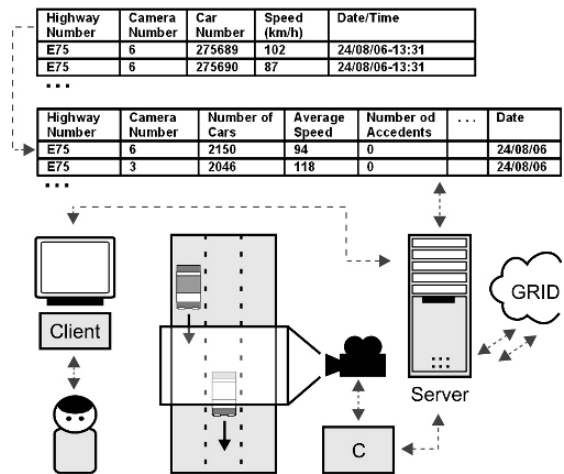 Highway Number Camera Number Car Number Speed (km/h) Date/Time
E75 6 275689 102 24/08/06-13:31
E75 6 275690 87 24/08/06-13:31
...
Highway Number Camera Number Number of Cars Average Speed Number od Accedents ... Date
E75 6 2150 94 0 24/08/06
E75 3 2046 118 0 24/08/06
...
Client
GRID
Server
C